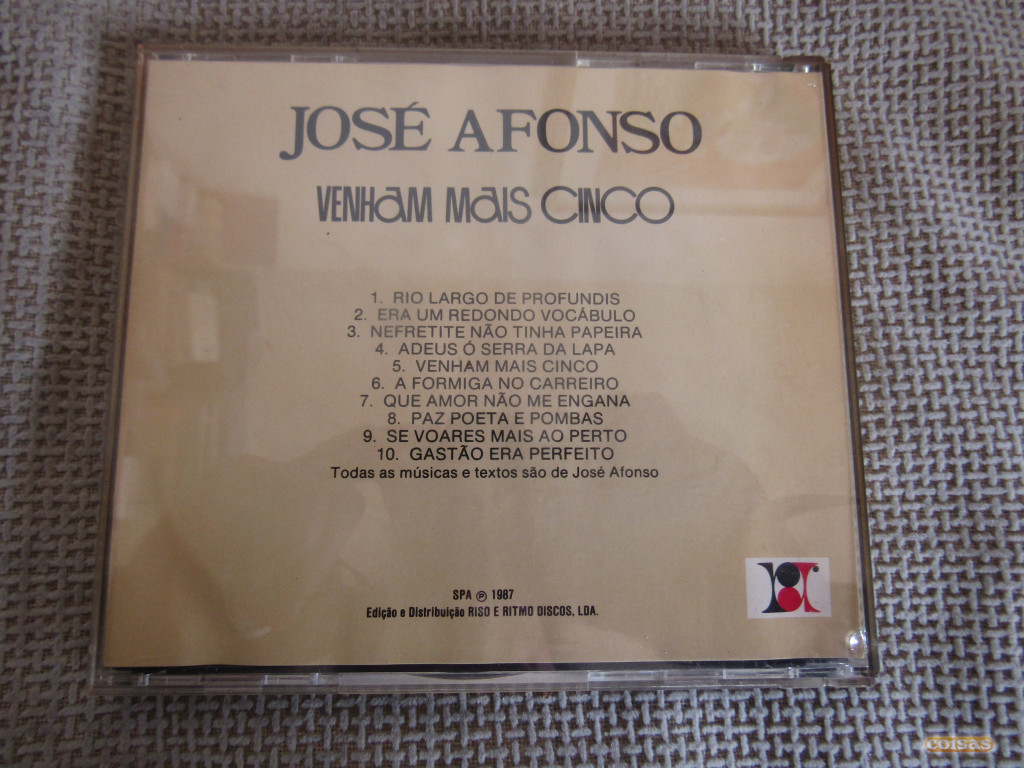 JOSÉ AFONSO
VENHAM MAIS CINCO
1. RIO LARGO DE PROFUNDIS
2. ERA UM REDONDO VOCÁBULO
3. NEFRETITE NÃO TINHA PAPEIRA
4. ADEUS Ó SERRA DA LAPA
5. VENHAM MAIS CINCO
6. A FORMIGA NO CARREIRO
7. QUE AMOR NÃO ME ENGANA
8. PAZ POETA E POMBAS
9. SE VOARES MAIS AO PERTO
10. GASTÃO ERA PERFEITO
Todas as músicas e textos são de José Afonso
SPA ℗ 1987
Edição e Distribuição RISO E RITMO DISCOS, LDA.
coisas